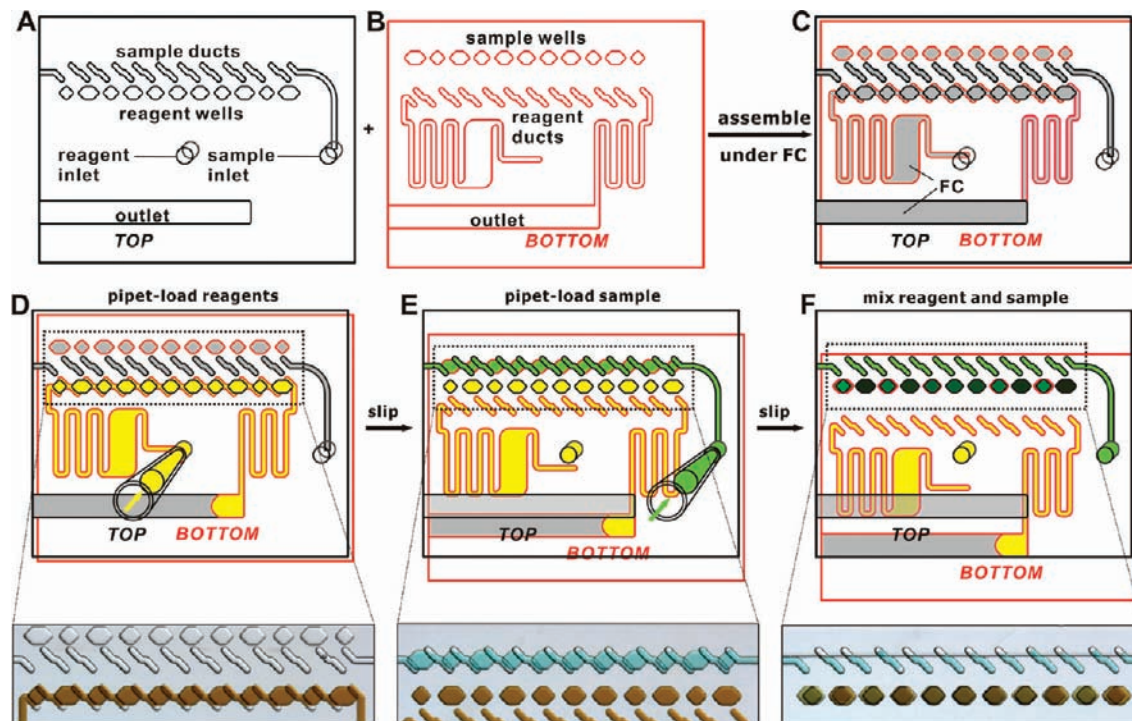 A
sample ducts
reagent wells
reagent
inlet
sample
inlet
outlet
TOP
+
B
sample wells
reagent
ducts
outlet
BOTTOM
assemble
under FC
C
FC
TOP
BOTTOM
D
pipet-load reagents
TOP
BOTTOM
slip
E
pipet-load sample
TOP
BOTTOM
slip
F
mix reagent and sample
TOP
BOTTOM